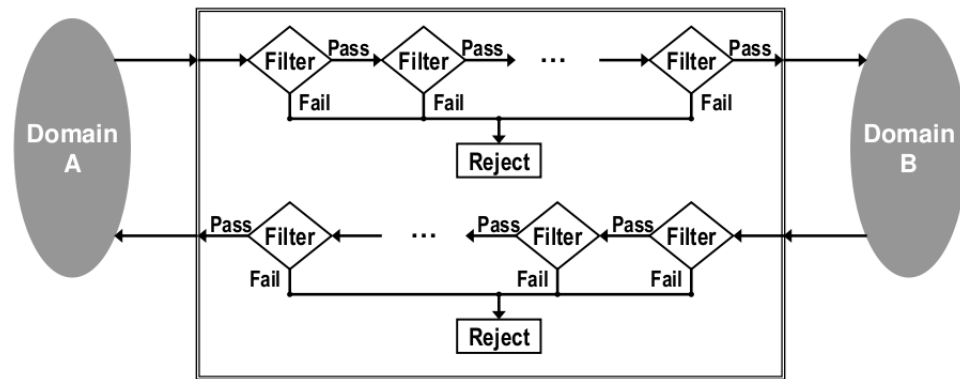 Pass Pass Pass
Filter Filter ... Filter
Fail Fail Fail
Domain
A
Domain
B
Reject
Pass Pass Pass
Filter ... Filter Filter
Fail Fail Fail
Reject